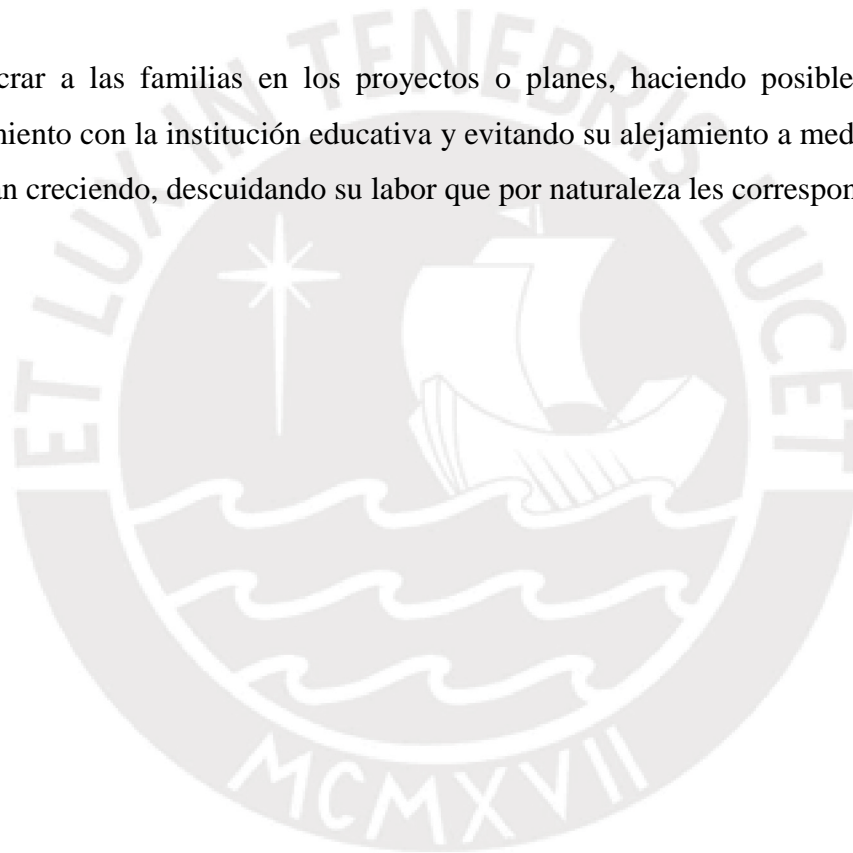 crar a las familias en los proyectos o planes, haciendo posible
miento con la institución educativa y evitando su alejamiento a med
an creciendo, descuidando su labor que por naturaleza les correspon
ET LUX IN TENEBRIS LUCET
MCMXVII